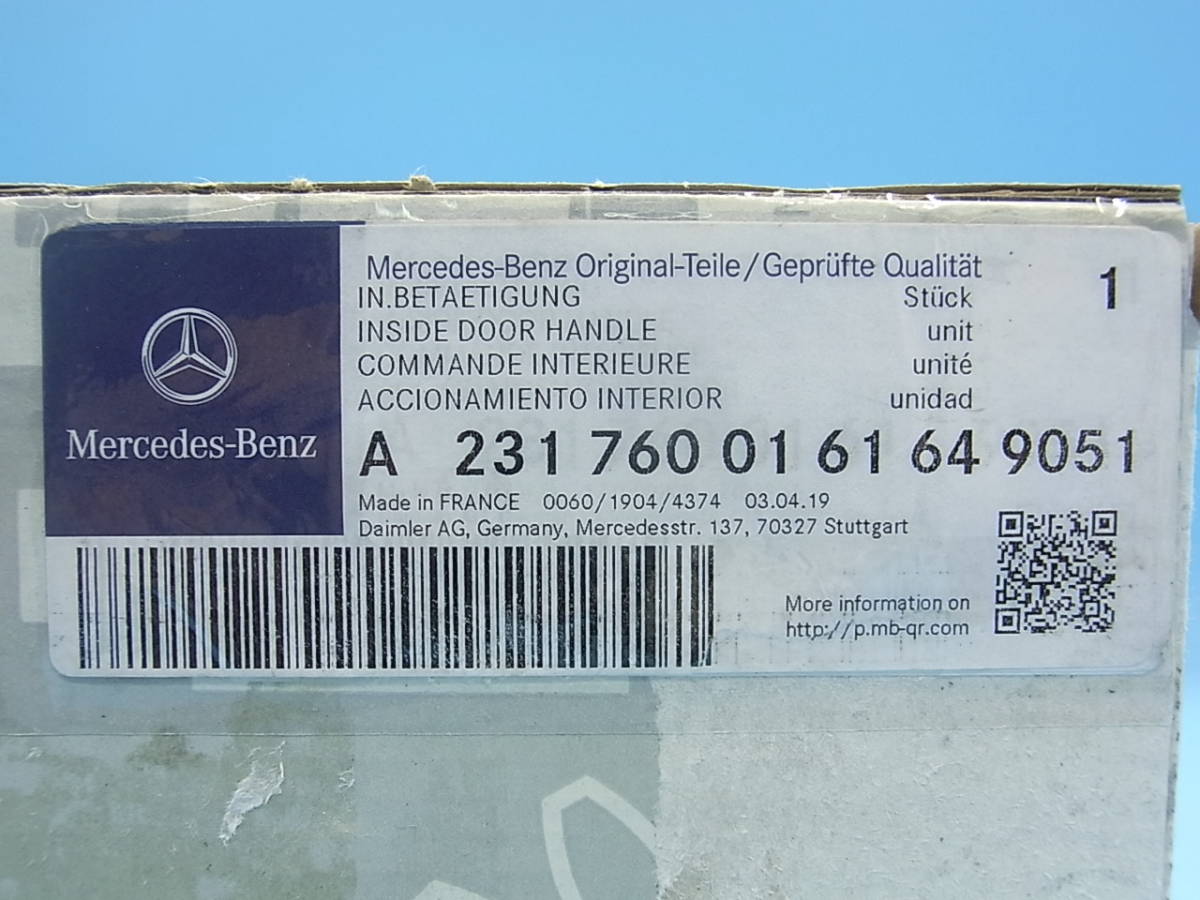 Mercedes-Benz
Mercedes-Benz Original-Teile/Geprüfte Qualität
IN.BETAETIGUNG Stück 1
INSIDE DOOR HANDLE unit
COMMANDE INTERIEURE unité
ACCIONAMIENTO INTERIOR unidad
A 231 760 01 61 64 9051
Made in FRANCE 0060/1904/4374 03.04.19
Daimler AG, Germany, Mercedesstr. 137, 70327 Stuttgart
More information on
http://p.mb-qr.com